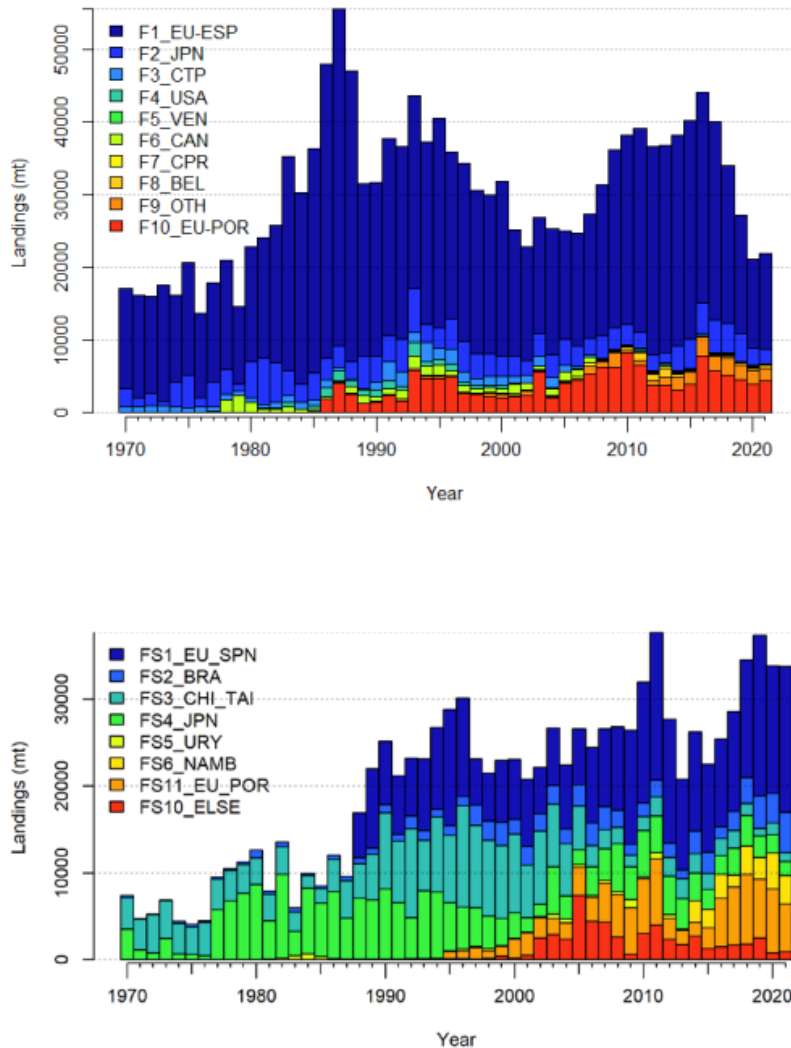 F1_EU-ESP
F2_JPN
F3_CTP
F4_USA
F5_VEN
F6_CAN
F7_CPR
F8_BEL
F9_OTH
F10_EU-POR
Landings (mt)
50000
40000
30000
20000
10000
0
1970 1980 1990 2000 2010 2020
Year
FS1_EU_SPN
FS2_BRA
FS3_CHI_TAI
FS4_JPN
FS5_URY
FS6_NAMB
FS11_EU_POR
FS10_ELSE
Landings (mt)
30000
20000
10000
0
1970 1980 1990 2000 2010 2020
Year